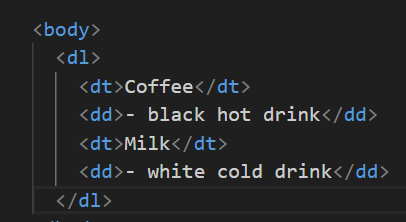 <body>
<dl>
<dt>Coffee</dt>
<dd>- black hot drink</dd>
<dt>Milk</dt>
<dd>- white cold drink</dd>
</dl>